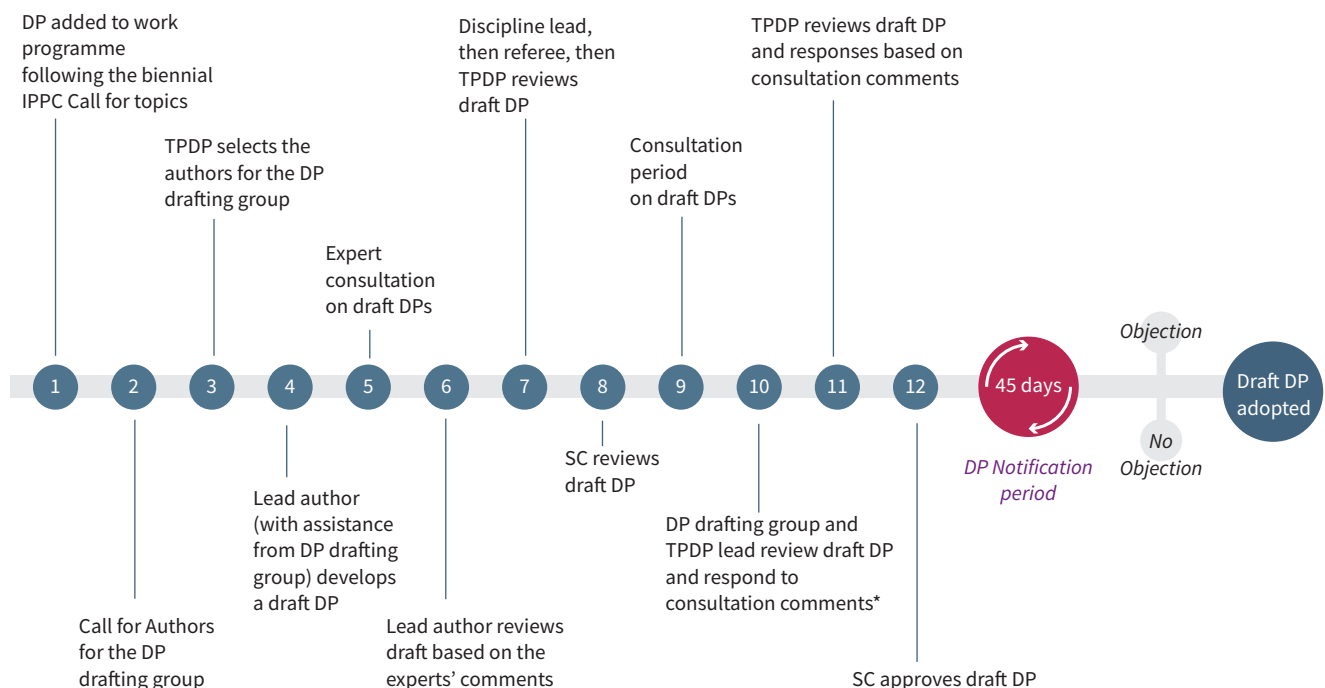 DP added to work
programme
following the biennial
IPPC Call for topics
TPDP selects the
authors for the DP
drafting group
Expert
consultation
on draft DPs
Discipline lead,
then referee, then
TPDP reviews
draft DP
Consultation
period
on draft DPs
TPDP reviews draft DP
and responses based on
consultation comments
1
2
3
4
5
6
7
8
9
10
11
12
45 days
DP Notification
period
Objection
No
Objection
Draft DP
adopted
Call for Authors
for the DP
drafting group
Lead author
(with assistance
from DP drafting
group) develops
a draft DP
Lead author reviews
draft based on the
experts’ comments
SC reviews
draft DP
DP drafting group and
TPDP lead review draft DP
and respond to
consultation comments*
SC approves draft DP